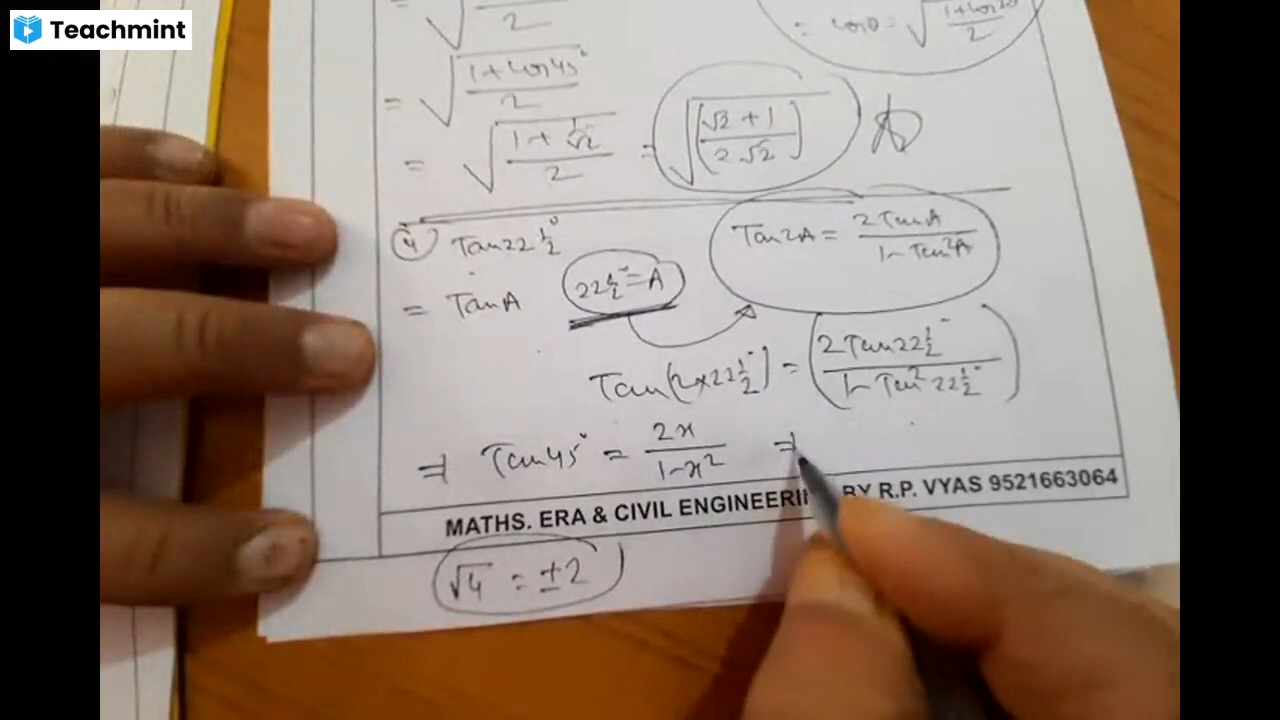 Teachmint
2
= cosθ = √((1+cos2θ)/2)
= √((1+cos45°)/2)
= √((1+1/√2)/2) = √((√2+1)/(2√2))
④ Tan22½°
Tan2A = 2TanA/(1-Tan²A)
= TanA 22½° = A
Tan(2×22½°) = (2Tan22½°/(1-Tan²22½°))
⇒ Tan45° = 2x/(1-x²) ⇒
MATHS. ERA & CIVIL ENGINEERIN BY R.P. VYAS 9521663064
√4 = ±2